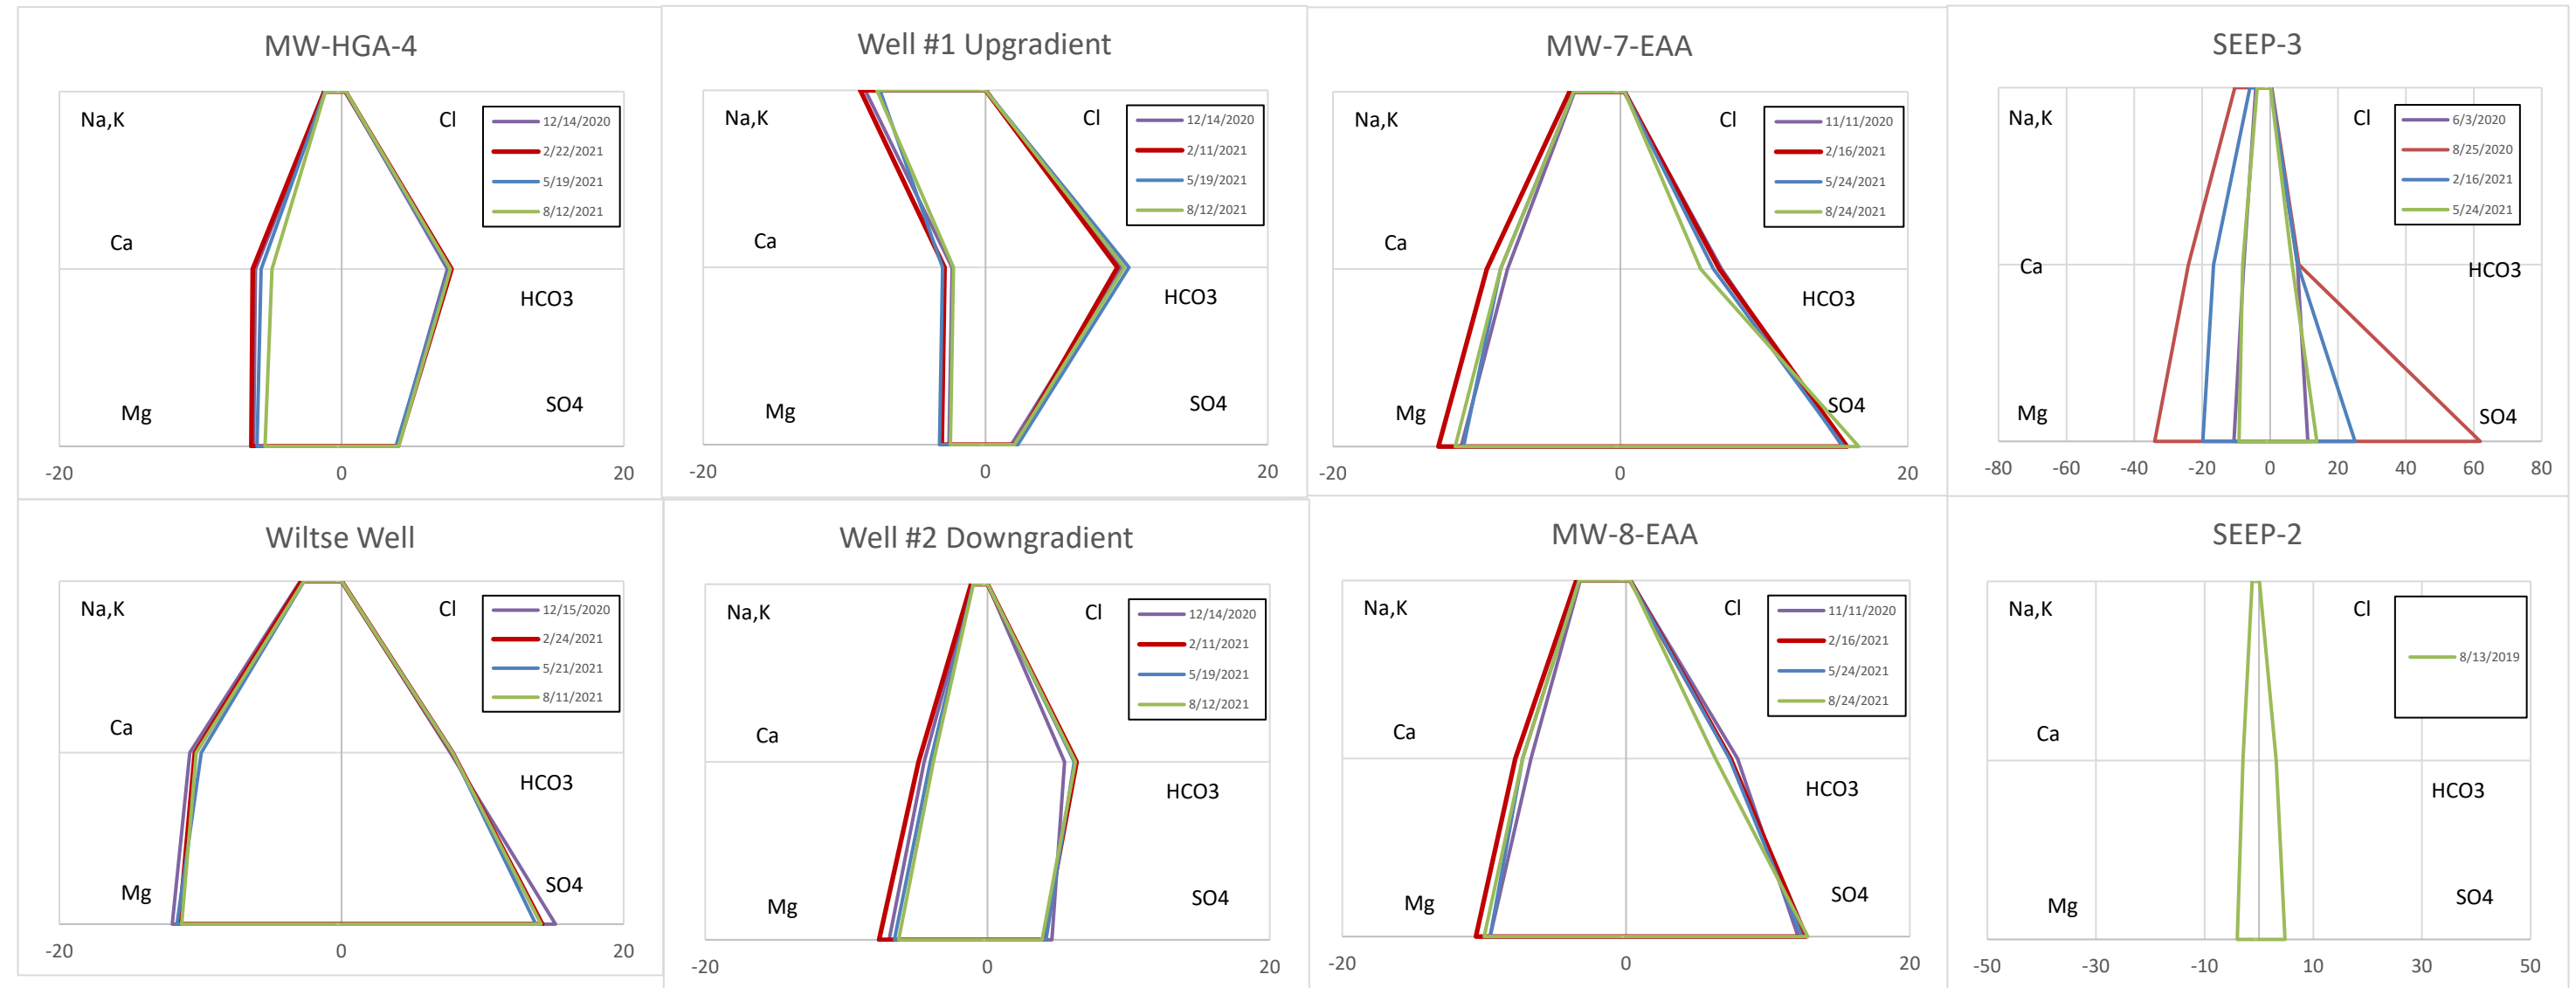 MW-HGA-4
Na,K
Cl
12/14/2020
2/22/2021
5/19/2021
8/12/2021
Ca
HCO3
Mg
SO4
-20 0 20
Well #1 Upgradient
Na,K
Cl
12/14/2020
2/11/2021
5/19/2021
8/12/2021
Ca
HCO3
Mg
SO4
-20 0 20
MW-7-EAA
Na,K
Cl
11/11/2020
2/16/2021
5/24/2021
8/24/2021
Ca
HCO3
Mg
SO4
-20 0 20
SEEP-3
Na,K
Cl
6/3/2020
8/25/2020
2/16/2021
5/24/2021
Ca
HCO3
Mg
SO4
-80 -60 -40 -20 0 20 40 60 80
Wiltse Well
Na,K
Cl
12/15/2020
2/24/2021
5/21/2021
8/11/2021
Ca
HCO3
Mg
SO4
-20 0 20
Well #2 Downgradient
Na,K
Cl
12/14/2020
2/11/2021
5/19/2021
8/12/2021
Ca
HCO3
Mg
SO4
-20 0 20
MW-8-EAA
Na,K
Cl
11/11/2020
2/16/2021
5/24/2021
8/24/2021
Ca
HCO3
Mg
SO4
-20 0 20
SEEP-2
Na,K
Cl
8/13/2019
Ca
HCO3
Mg
SO4
-50 -30 -10 10 30 50